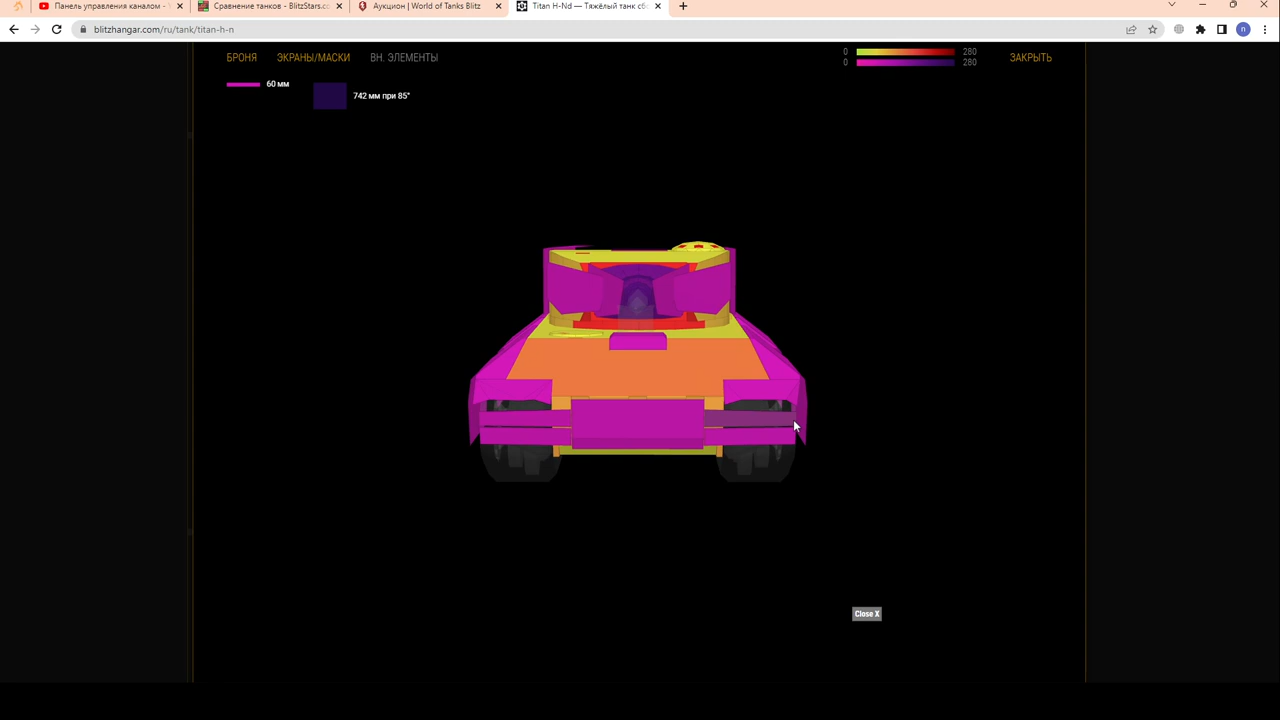 Панель управления каналом -
Сравнение танков - BlitzStars.co
Аукцион | World of Tanks Blitz
Titan H-Nd — Тяжёлый танк сбо
blitzhangar.com/ru/tank/titan-h-n
n
БРОНЯ
ЭКРАНЫ/МАСКИ
ВН. ЭЛЕМЕНТЫ
0
280
0
280
ЗАКРЫТЬ
60 мм
742 мм при 85°
Close X